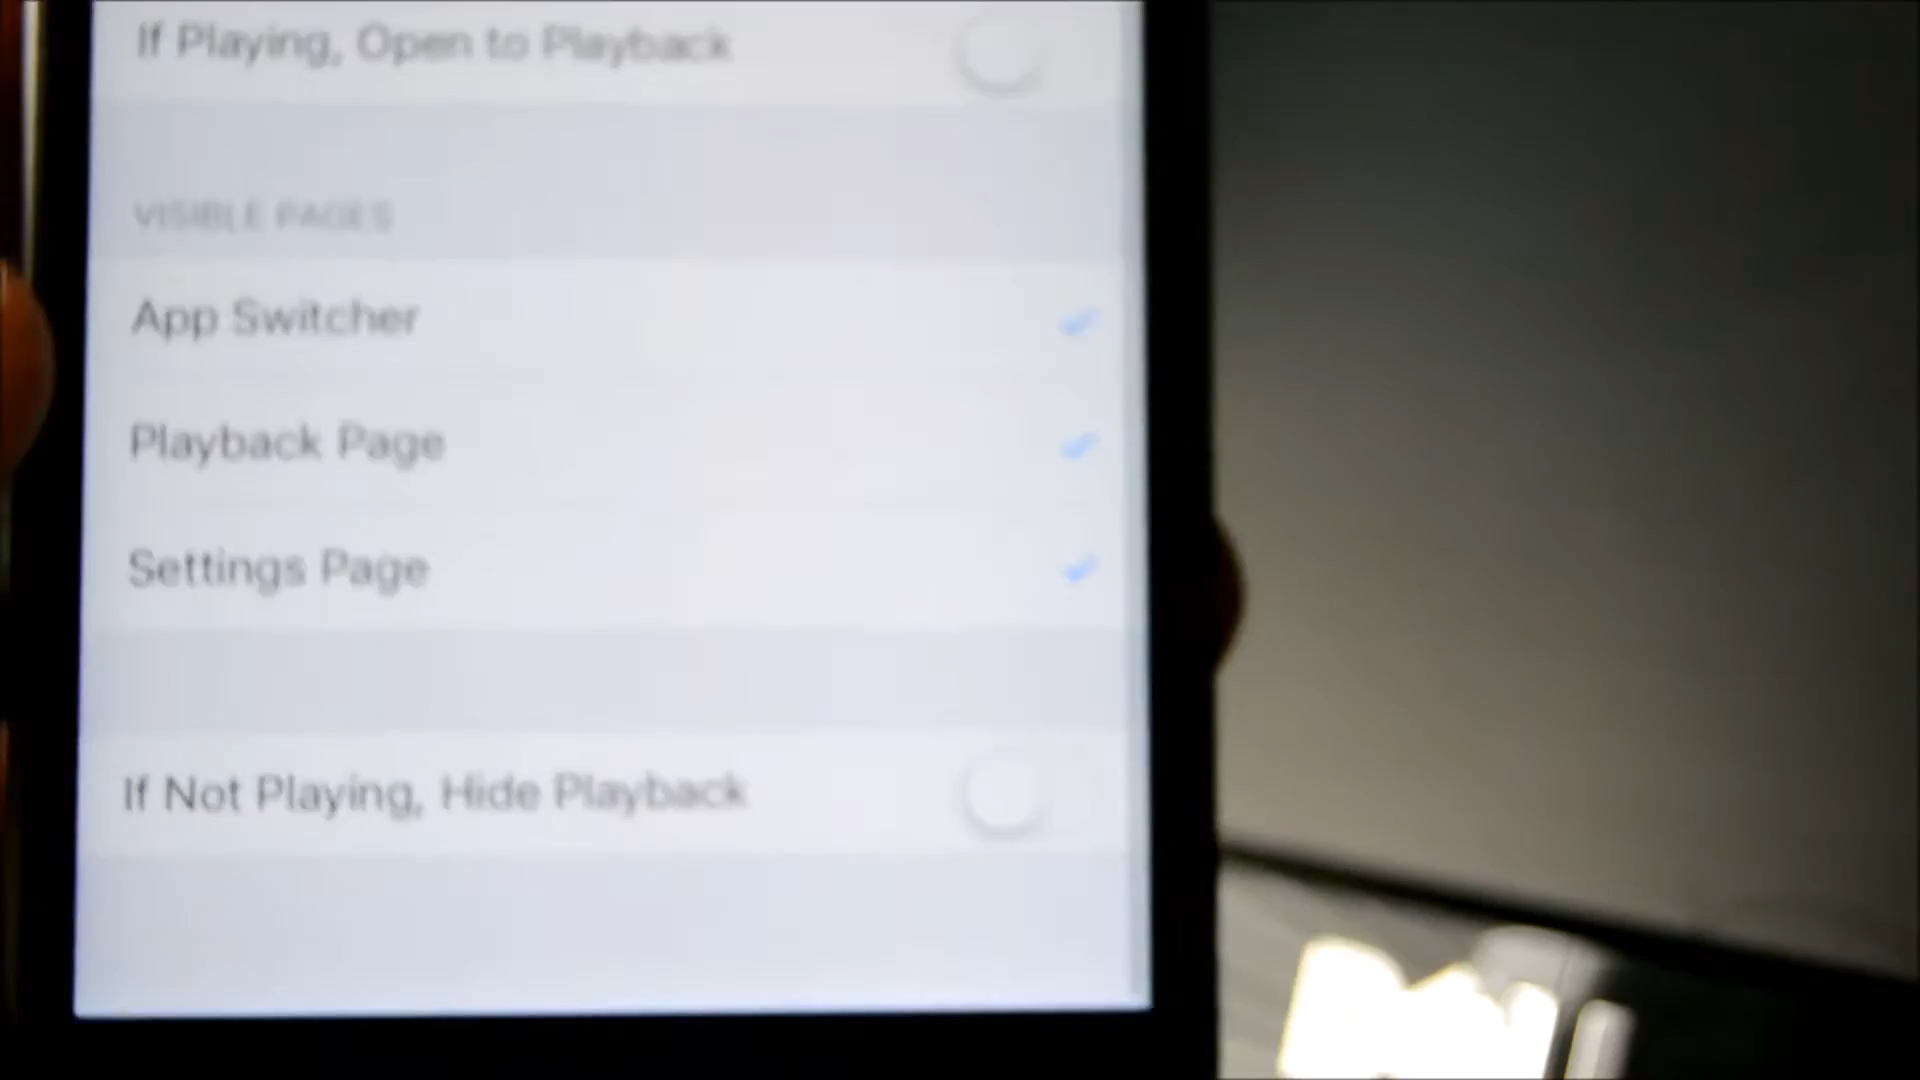 If Playing, Open to Playback
VISIBLE PAGES
App Switcher
Playback Page
Settings Page
If Not Playing, Hide Playback